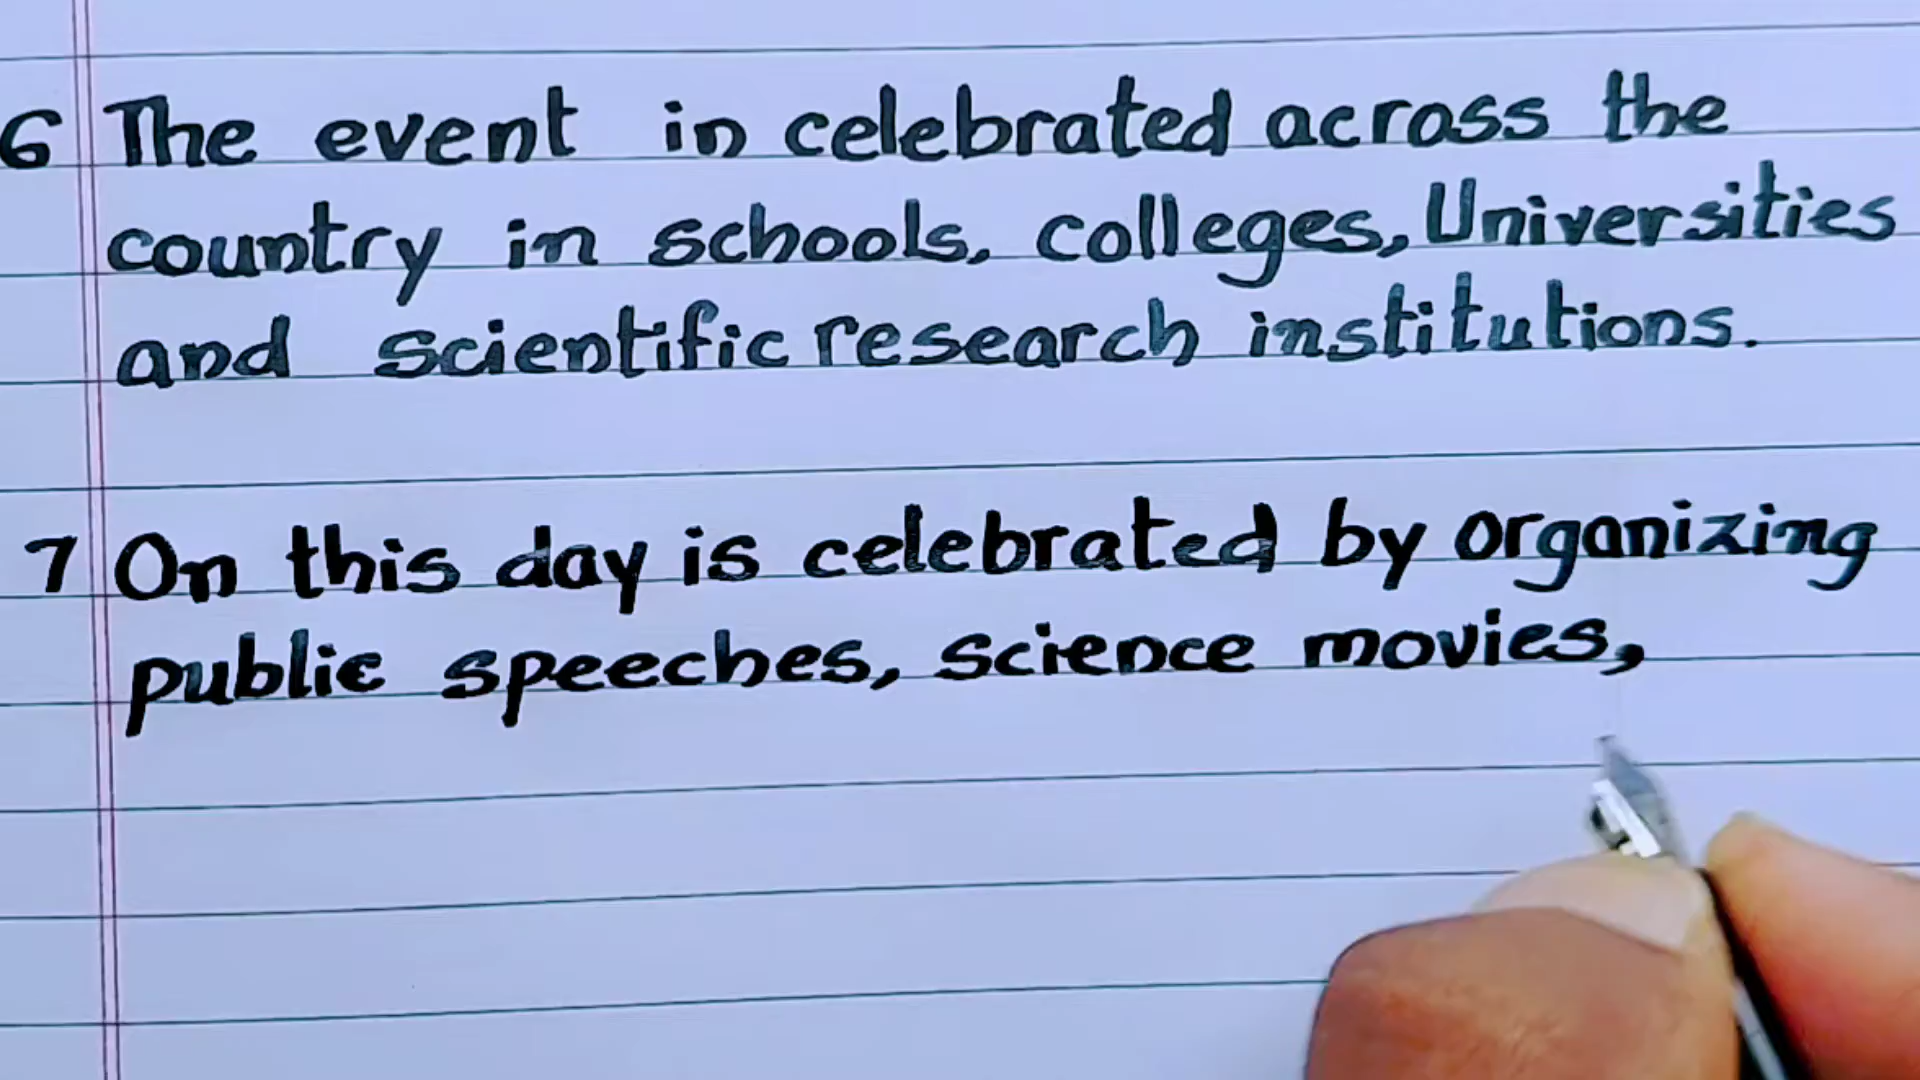 6 The event in celebrated across the
country in schools, colleges, Universities
and scientific research institutions.
7 On this day is celebrated by organizing
public speeches, science movies,